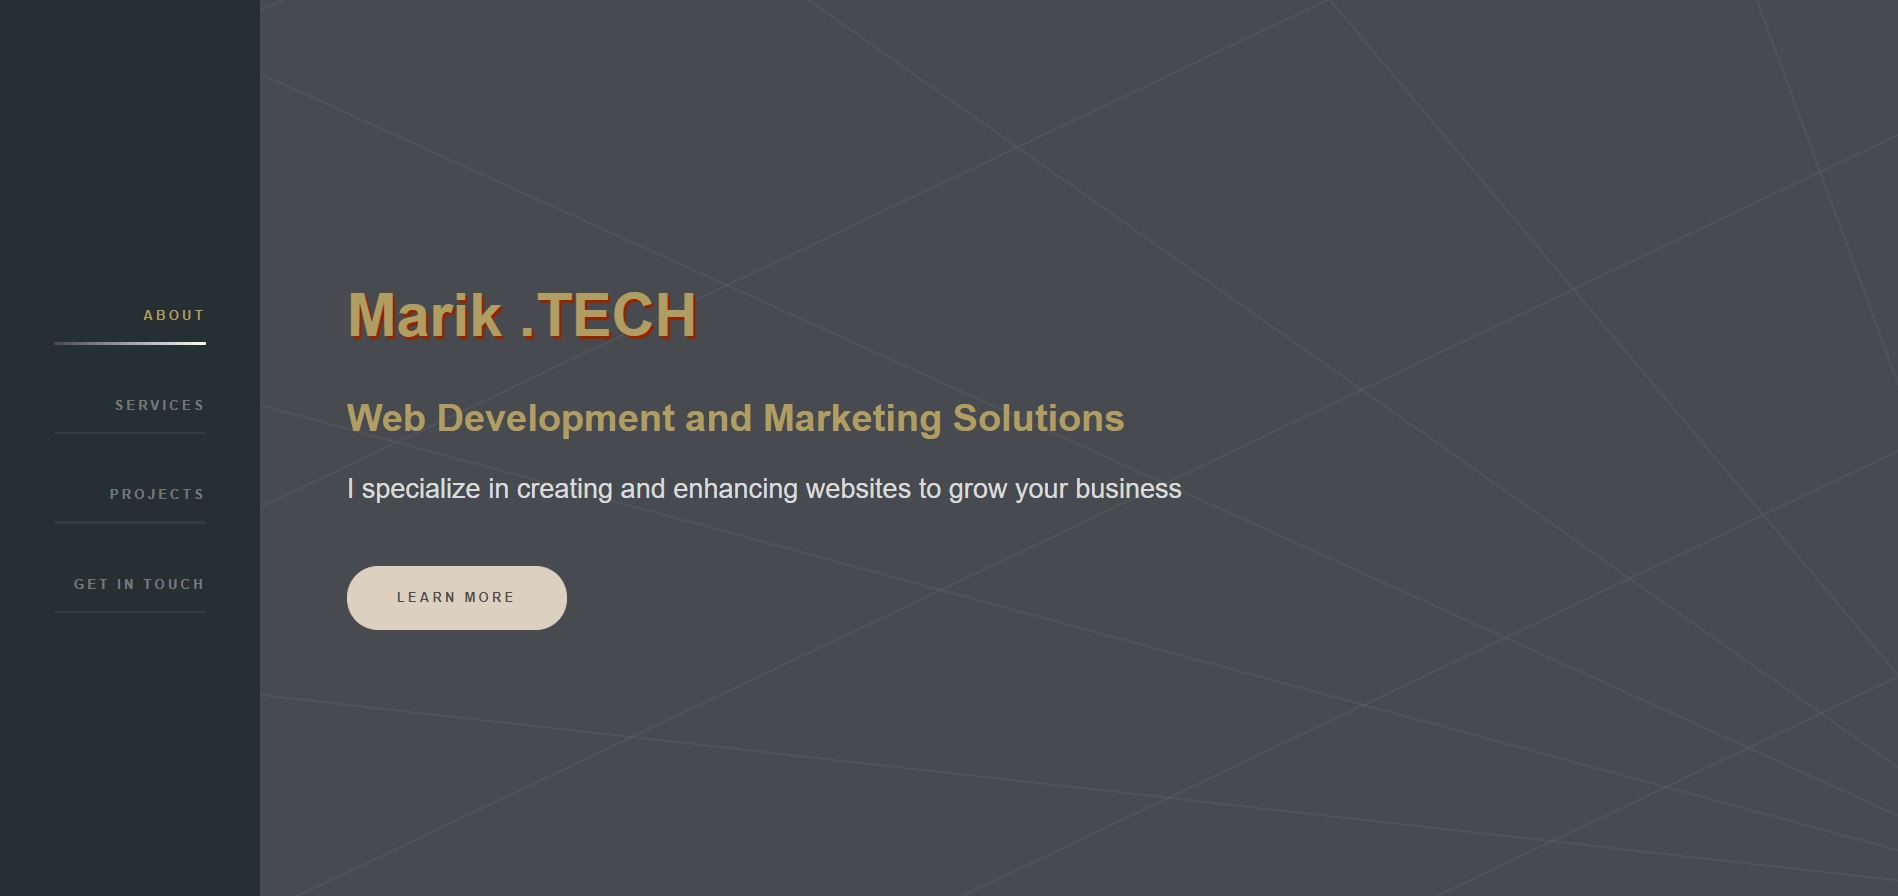 ABOUT
SERVICES
PROJECTS
GET IN TOUCH
Marik .TECH
Web Development and Marketing Solutions
I specialize in creating and enhancing websites to grow your business
LEARN MORE